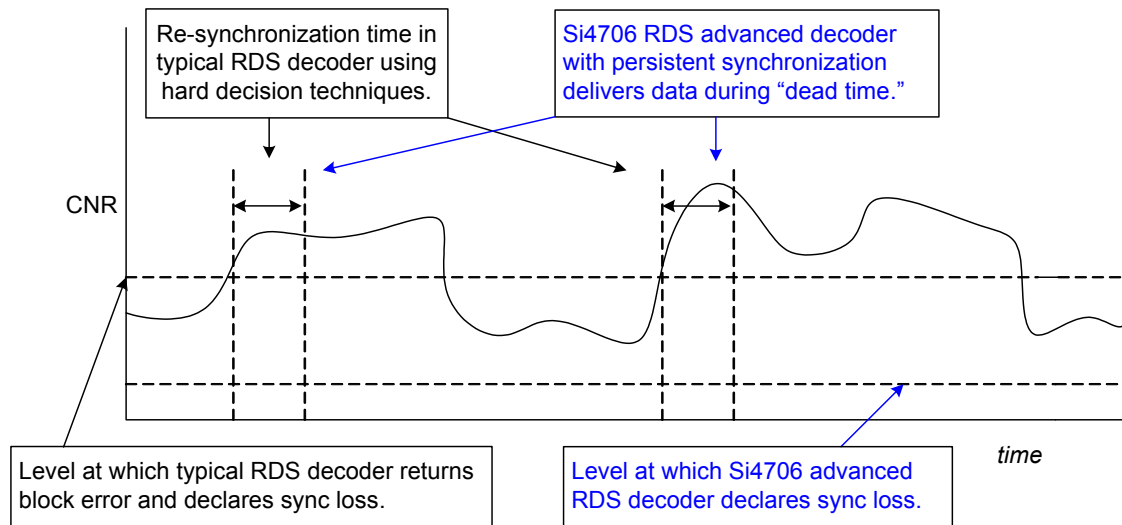 Re-synchronization time in
typical RDS decoder using
hard decision techniques.
Si4706 RDS advanced decoder
with persistent synchronization
delivers data during “dead time.”
CNR
time
Level at which typical RDS decoder returns
block error and declares sync loss.
Level at which Si4706 advanced
RDS decoder declares sync loss.